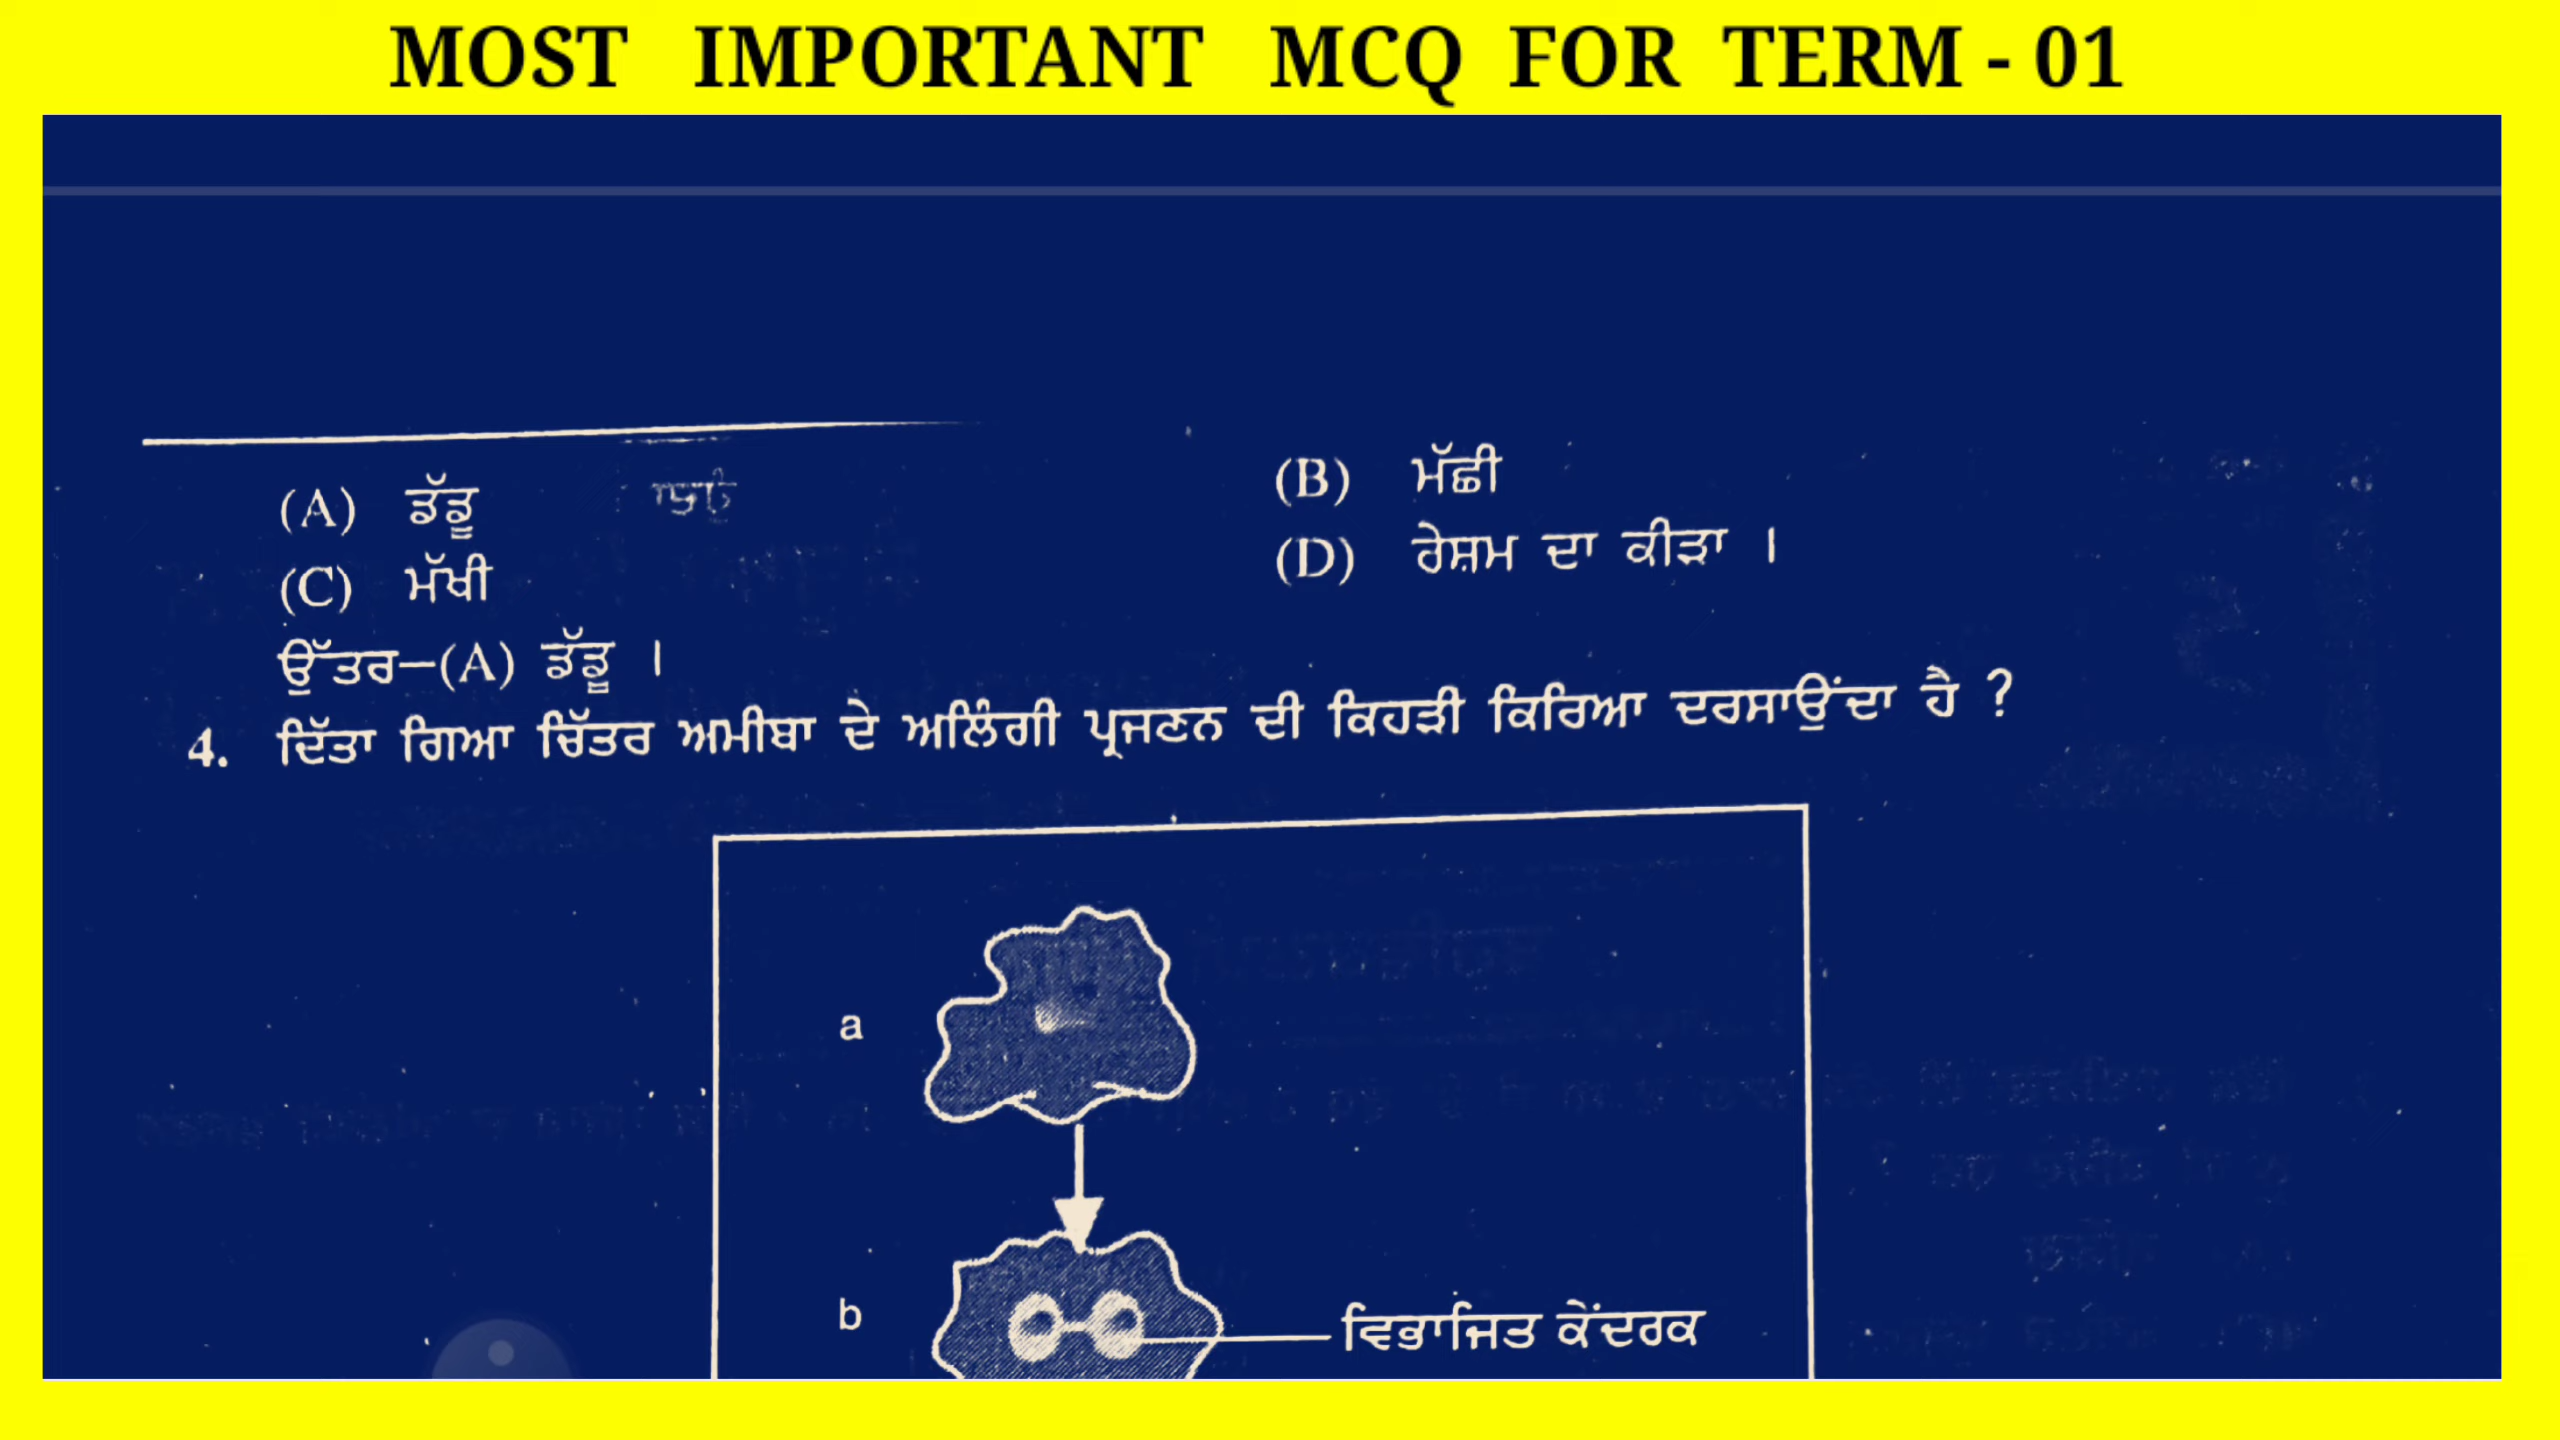 MOST IMPORTANT MCQ FOR TERM - 01
(A) ਡੱਡੂ (B) ਮੱਛੀ
(C) ਮੱਖੀ (D) ਰੇਸ਼ਮ ਦਾ ਕੀੜਾ ।
ਉੱਤਰ—(A) ਡੱਡੂ ।
4. ਦਿੱਤਾ ਗਿਆ ਚਿੱਤਰ ਅਮੀਬਾ ਦੇ ਅਲਿੰਗੀ ਪ੍ਰਜਣਨ ਦੀ ਕਿਹੜੀ ਕਿਰਿਆ ਦਰਸਾਉਂਦਾ ਹੈ ?
a
b ਵਿਭਾਜਿਤ ਕੇਂਦਰਕ